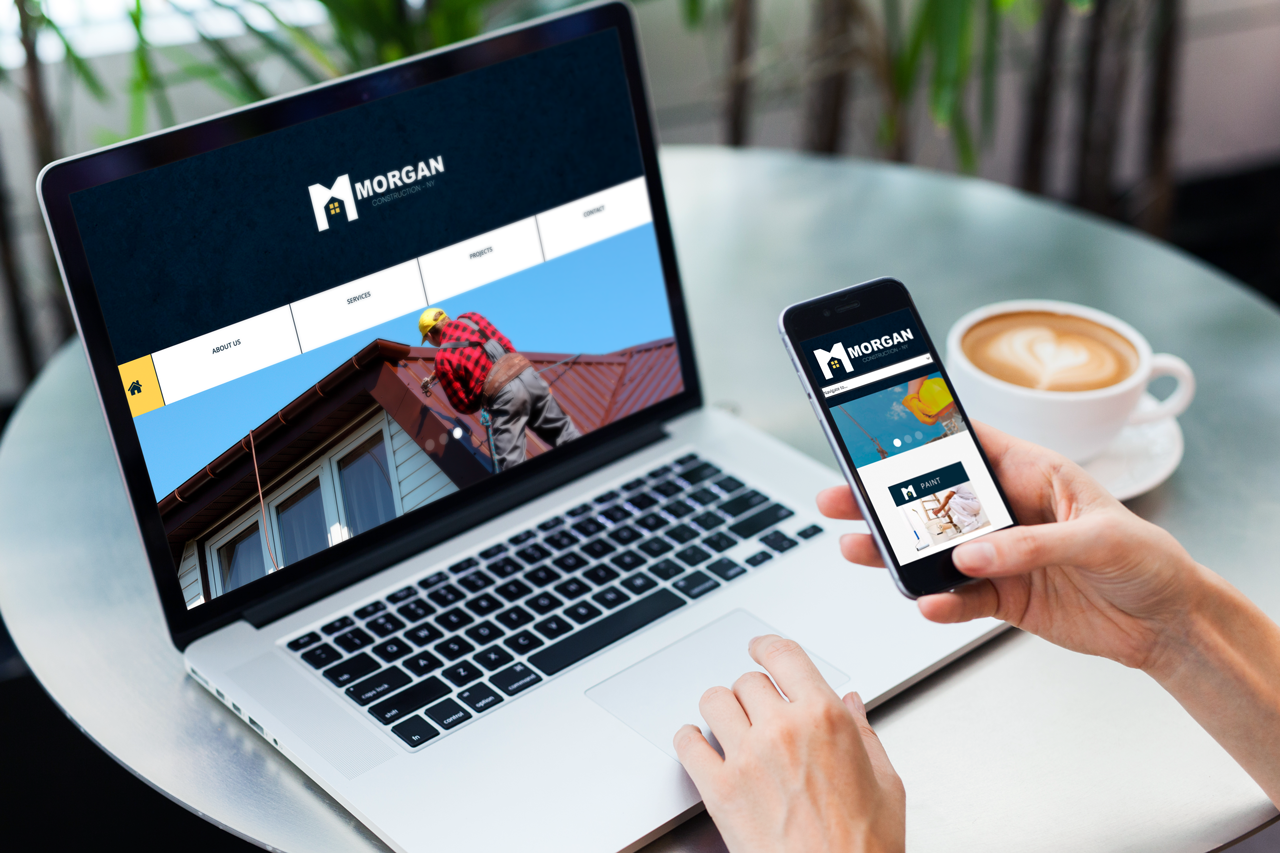 MORGAN
CONSTRUCTION - NY
ABOUT US
SERVICES
PROJECTS
CONTACT
MORGAN
CONSTRUCTION - NY
Navigate to...
PAINT
caps lock
shift
fn
control
option
command